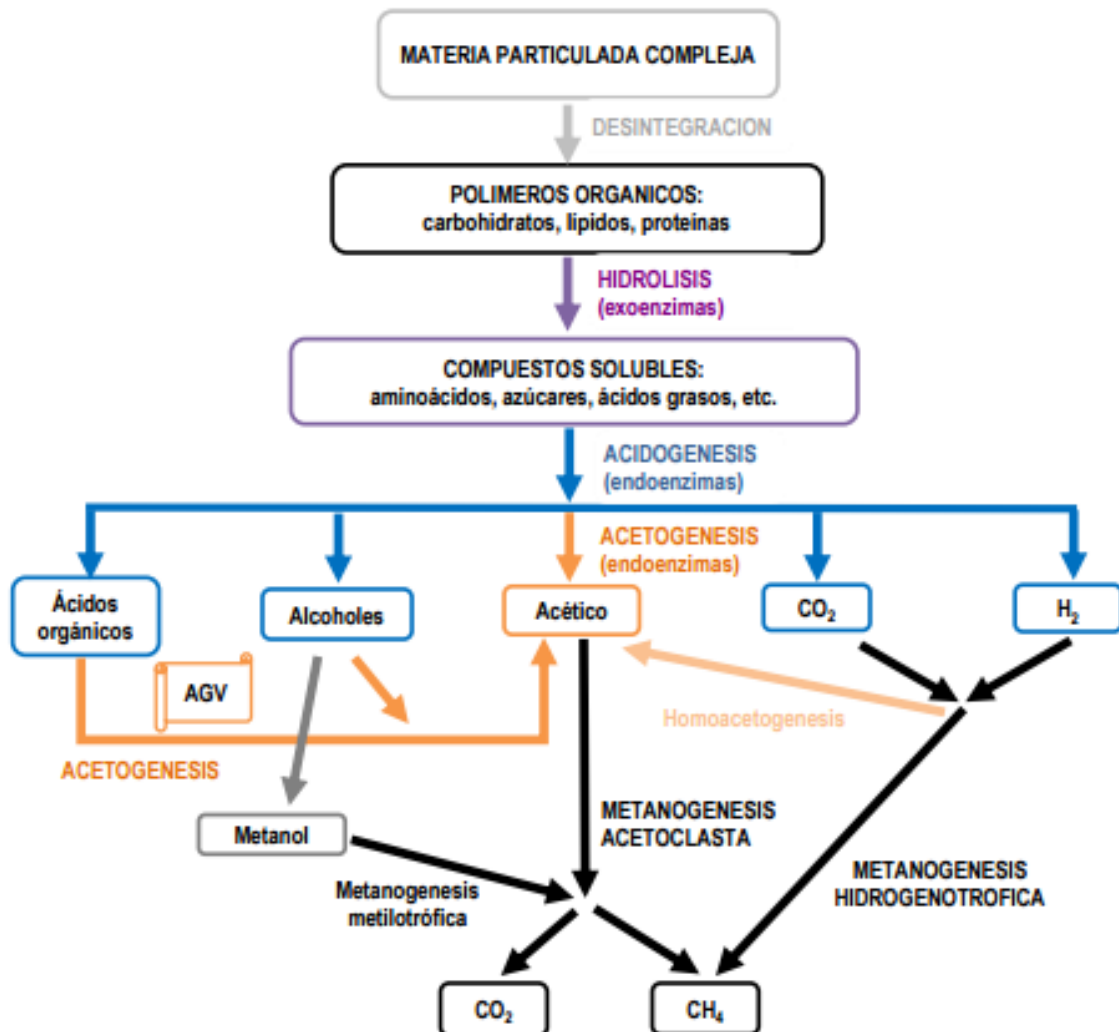 MATERIA PARTICULADA COMPLEJA
DESINTEGRACION
POLIMEROS ORGANICOS:
carbohidratos, lipidos, proteínas
HIDROLISIS
(exoenzimas)
COMPUESTOS SOLUBLES:
aminoácidos, azúcares, ácidos grasos, etc.
ACIDOGENESIS
(endoenzimas)
ACETOGENESIS
(endoenzimas)
Ácidos
orgánicos
Alcoholes
Acético
CO₂
H₂
AGV
Homoacetogenesis
ACETOGENESIS
Metanol
METANOGENESIS
ACETOCLASTA
Metanogenesis
metilotrófica
METANOGENESIS
HIDROGENOTROFICA
CO₂
CH₄